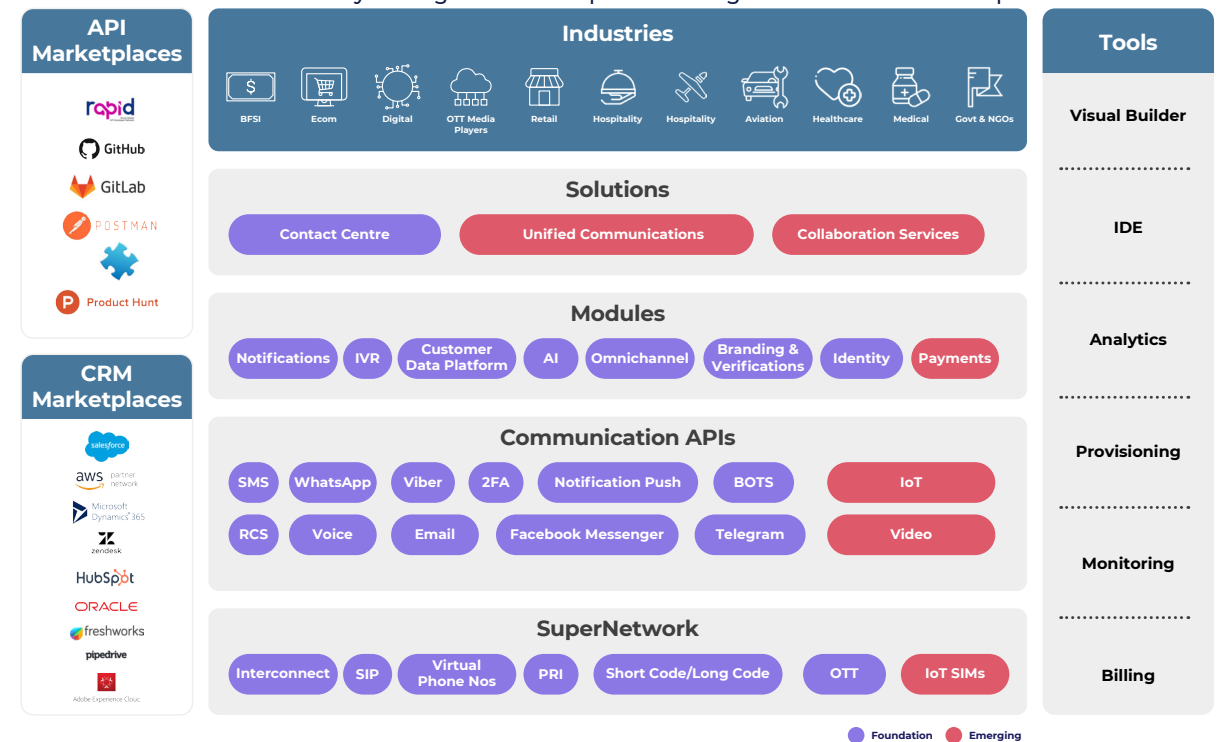 API
Marketplaces
rapid
GitHub
GitLab
POSTMAN
Product Hunt
CRM
Marketplaces
salesforce
aws partner
network
Microsoft
Dynamics 365
zendesk
HubSpot
ORACLE
freshworks
pipedrive
Adobe Experience Cloud
Industries
$
BFSI
Ecom
Digital
OTT Media
Players
Retail
Hospitality
Hospitality
Aviation
Healthcare
Medical
Govt & NGOs
Solutions
Contact Centre
Unified Communications
Collaboration Services
Modules
Notifications
IVR
Customer
Data Platform
AI
Omnichannel
Branding &
Verifications
Identity
Payments
Communication APIs
SMS
WhatsApp
Viber
2FA
Notification Push
BOTS
IoT
RCS
Voice
Email
Facebook Messenger
Telegram
Video
SuperNetwork
Interconnect
SIP
Virtual
Phone Nos
PRI
Short Code/Long Code
OTT
IoT SIMs
Foundation
Emerging
Tools
Visual Builder
IDE
Analytics
Provisioning
Monitoring
Billing